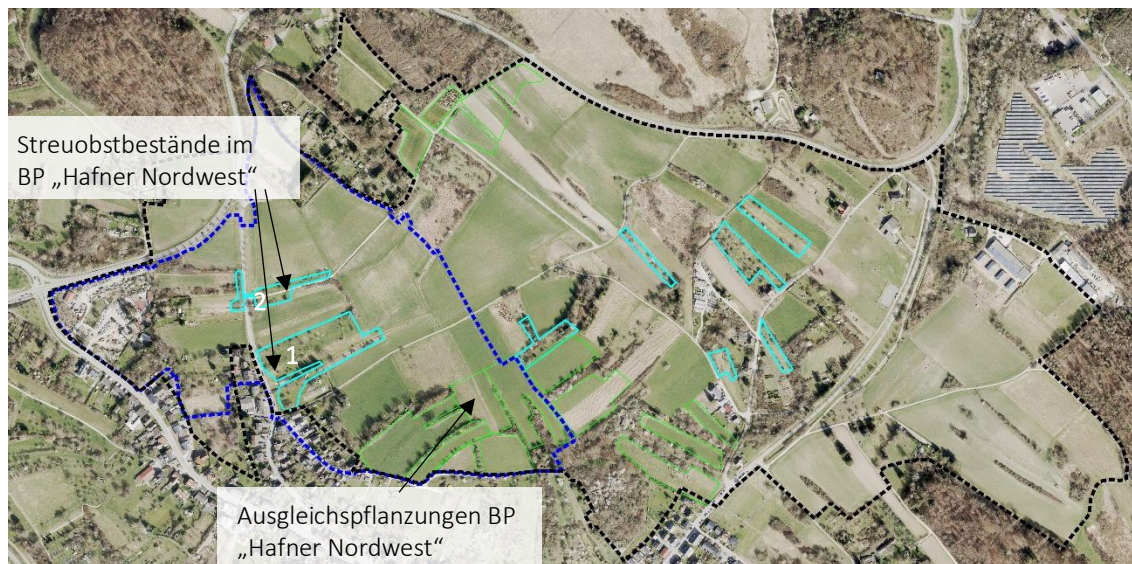 Streuobstbestände im
BP „Hafner Nordwest“
2
1
Ausgleichspflanzungen BP
„Hafner Nordwest“